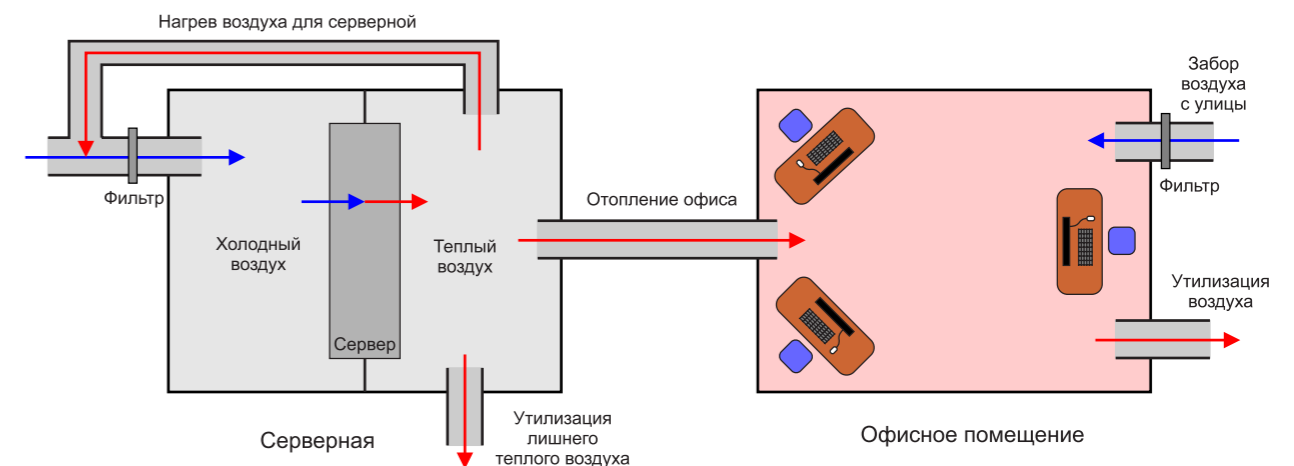 Нагрев воздуха для серверной
Забор
воздуха
с улицы
Фильтр
Фильтр
Отопление офиса
Холодный
воздух
Теплый
воздух
Утилизация
воздуха
Сервер
Утилизация
лишнего
теплого воздуха
Серверная
Офисное помещение